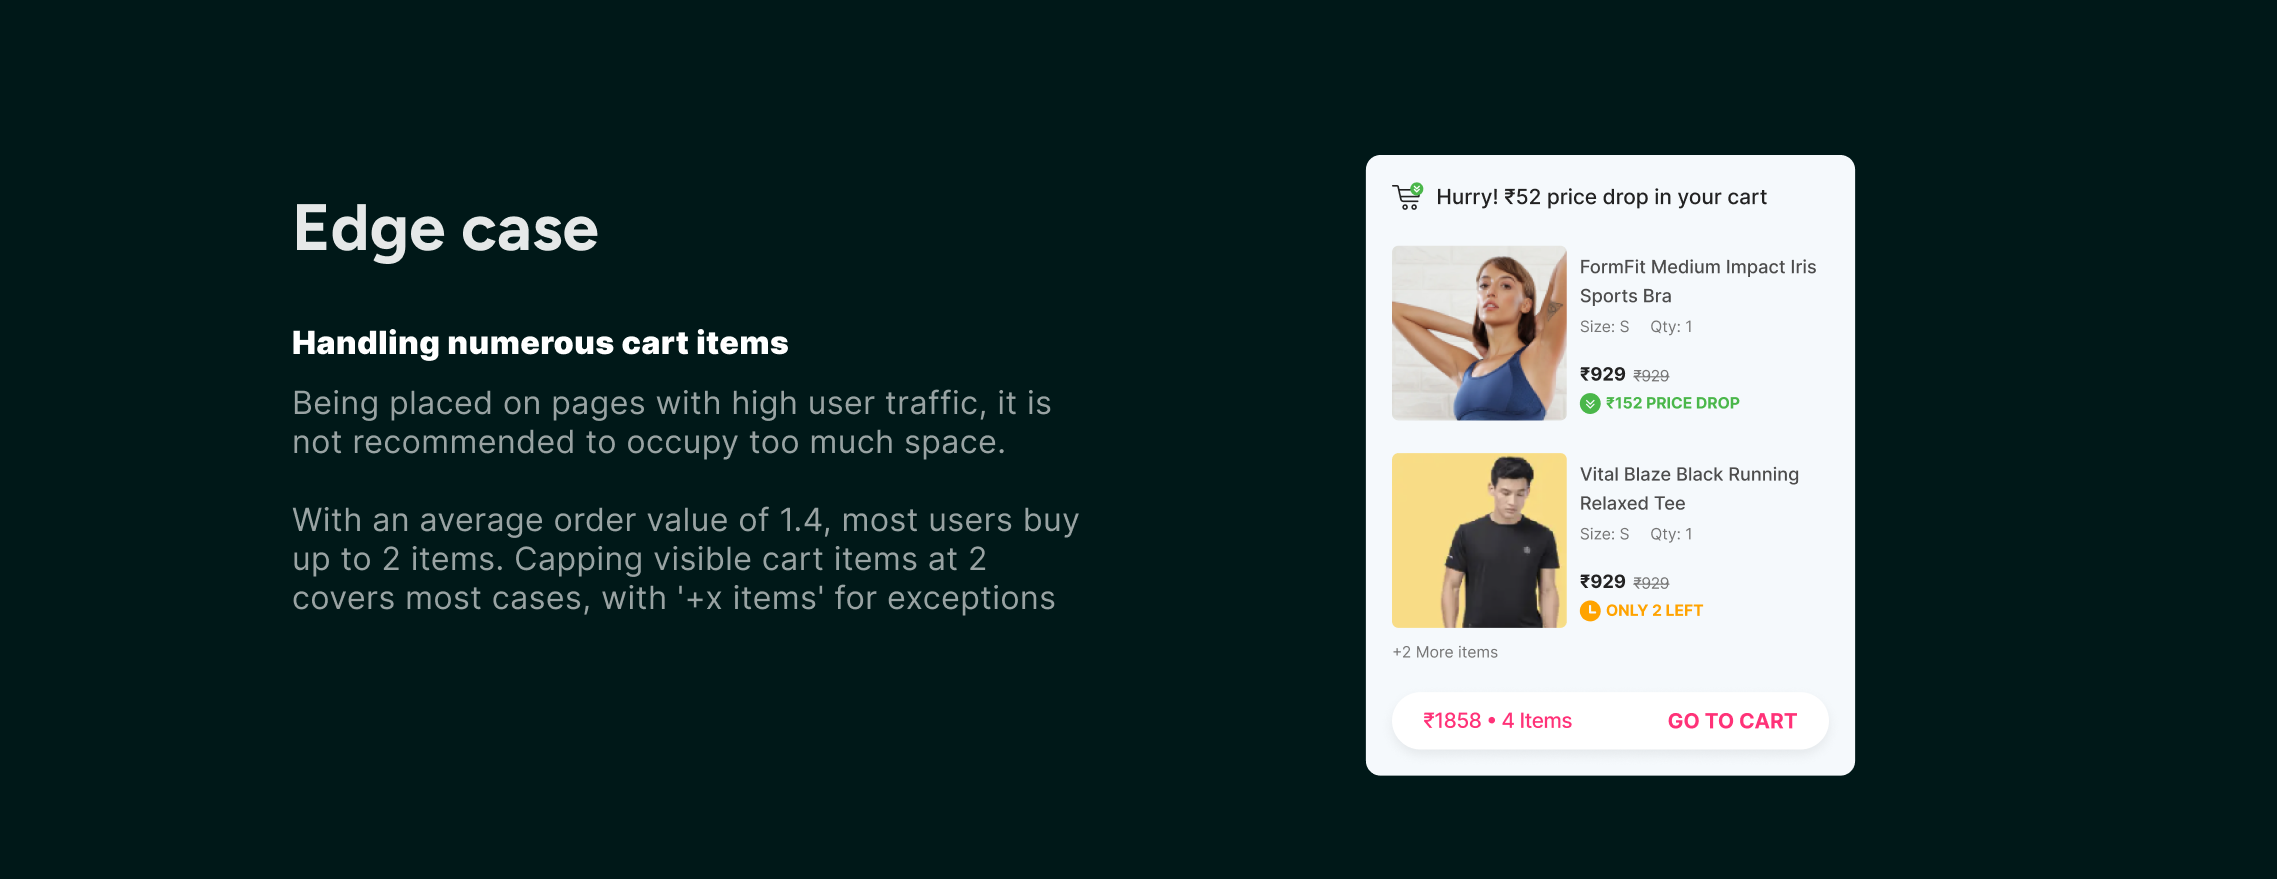 Edge case
Handling numerous cart items
Being placed on pages with high user traffic, it is
not recommended to occupy too much space.
With an average order value of 1.4, most users buy
up to 2 items. Capping visible cart items at 2
covers most cases, with '+x items' for exceptions
Hurry! ₹52 price drop in your cart
FormFit Medium Impact Iris
Sports Bra
Size: S Qty: 1
₹929 ₹929
₹152 PRICE DROP
Vital Blaze Black Running
Relaxed Tee
Size: S Qty: 1
₹929 ₹929
ONLY 2 LEFT
+2 More items
₹1858 • 4 Items GO TO CART